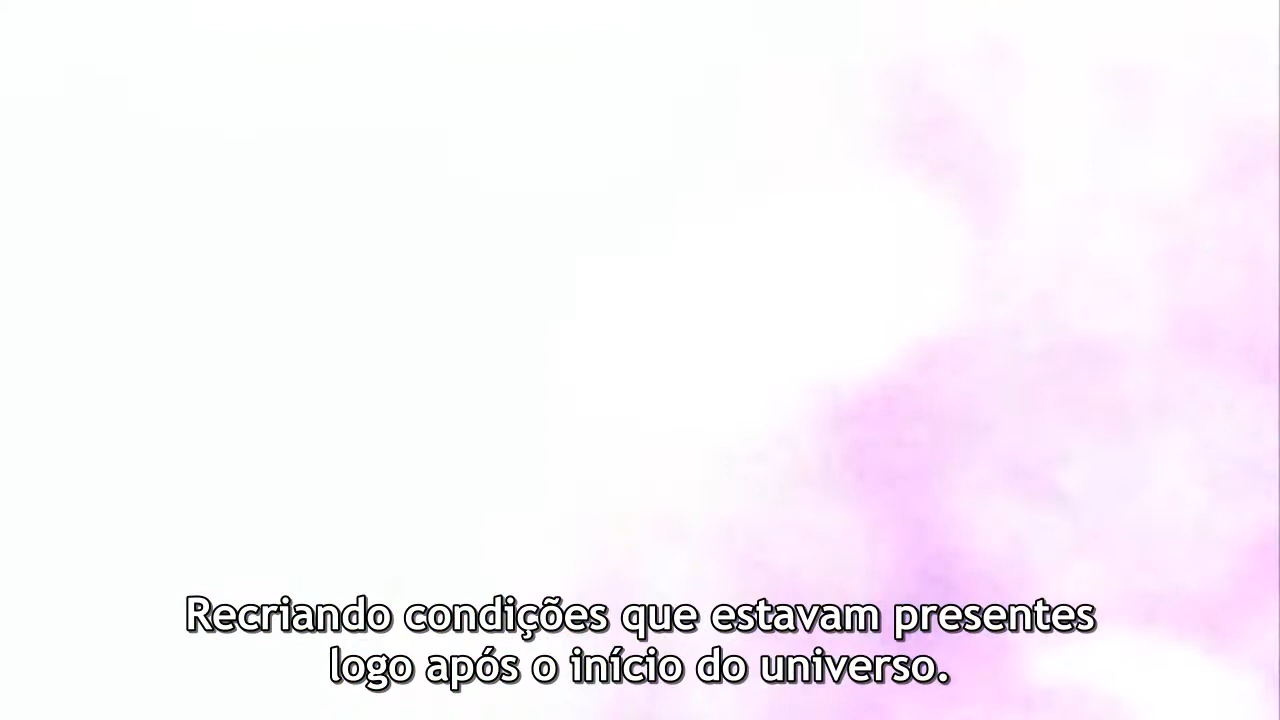 Recriando condições que estavam presentes
logo após o início do universo.